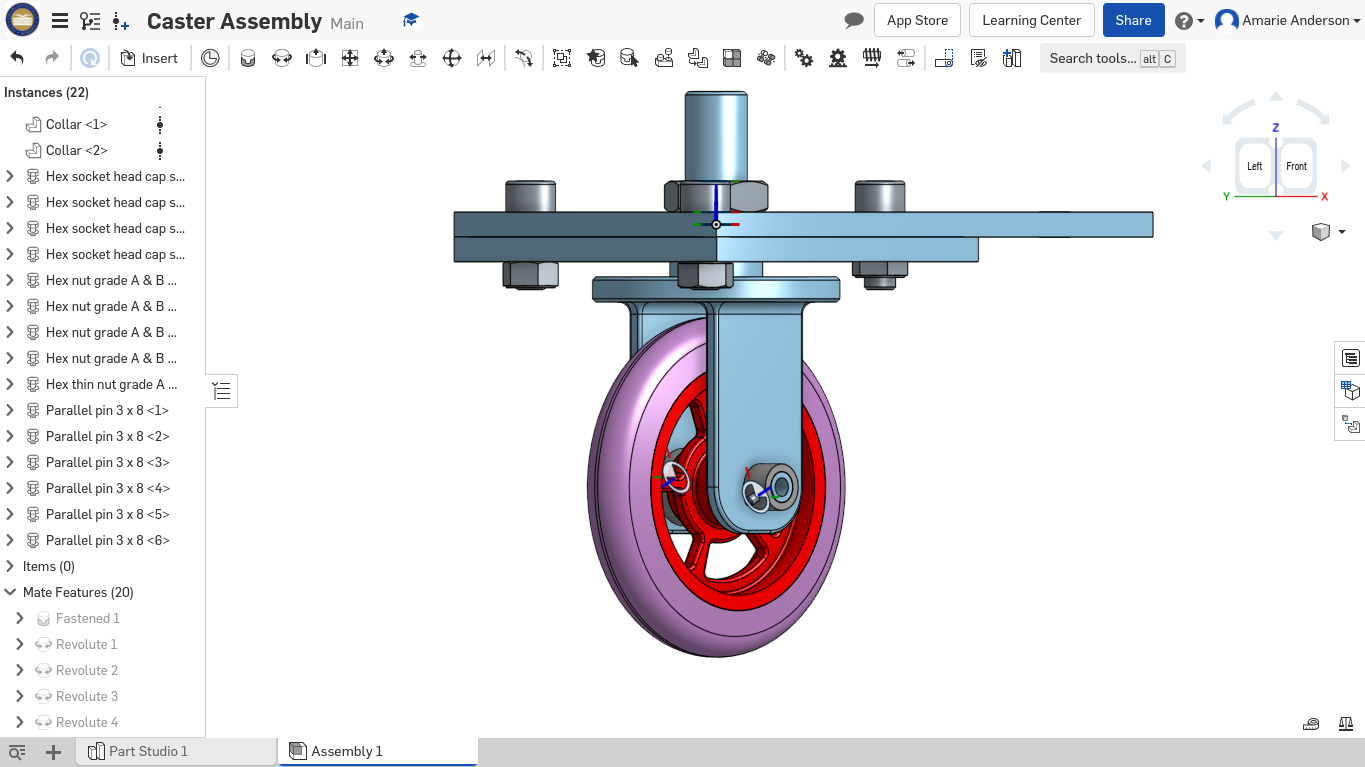 Caster Assembly Main
App Store
Learning Center
Share
Amarie Anderson
Insert
Search tools... alt C
Instances (22)
Collar <1>
Collar <2>
Hex socket head cap s...
Hex socket head cap s...
Hex socket head cap s...
Hex socket head cap s...
Hex nut grade A & B ...
Hex nut grade A & B ...
Hex nut grade A & B ...
Hex nut grade A & B ...
Hex thin nut grade A ...
Parallel pin 3 x 8 <1>
Parallel pin 3 x 8 <2>
Parallel pin 3 x 8 <3>
Parallel pin 3 x 8 <4>
Parallel pin 3 x 8 <5>
Parallel pin 3 x 8 <6>
Items (0)
Mate Features (20)
Fastened 1
Revolute 1
Revolute 2
Revolute 3
Revolute 4
Z
Left Front
Y X
Part Studio 1
Assembly 1